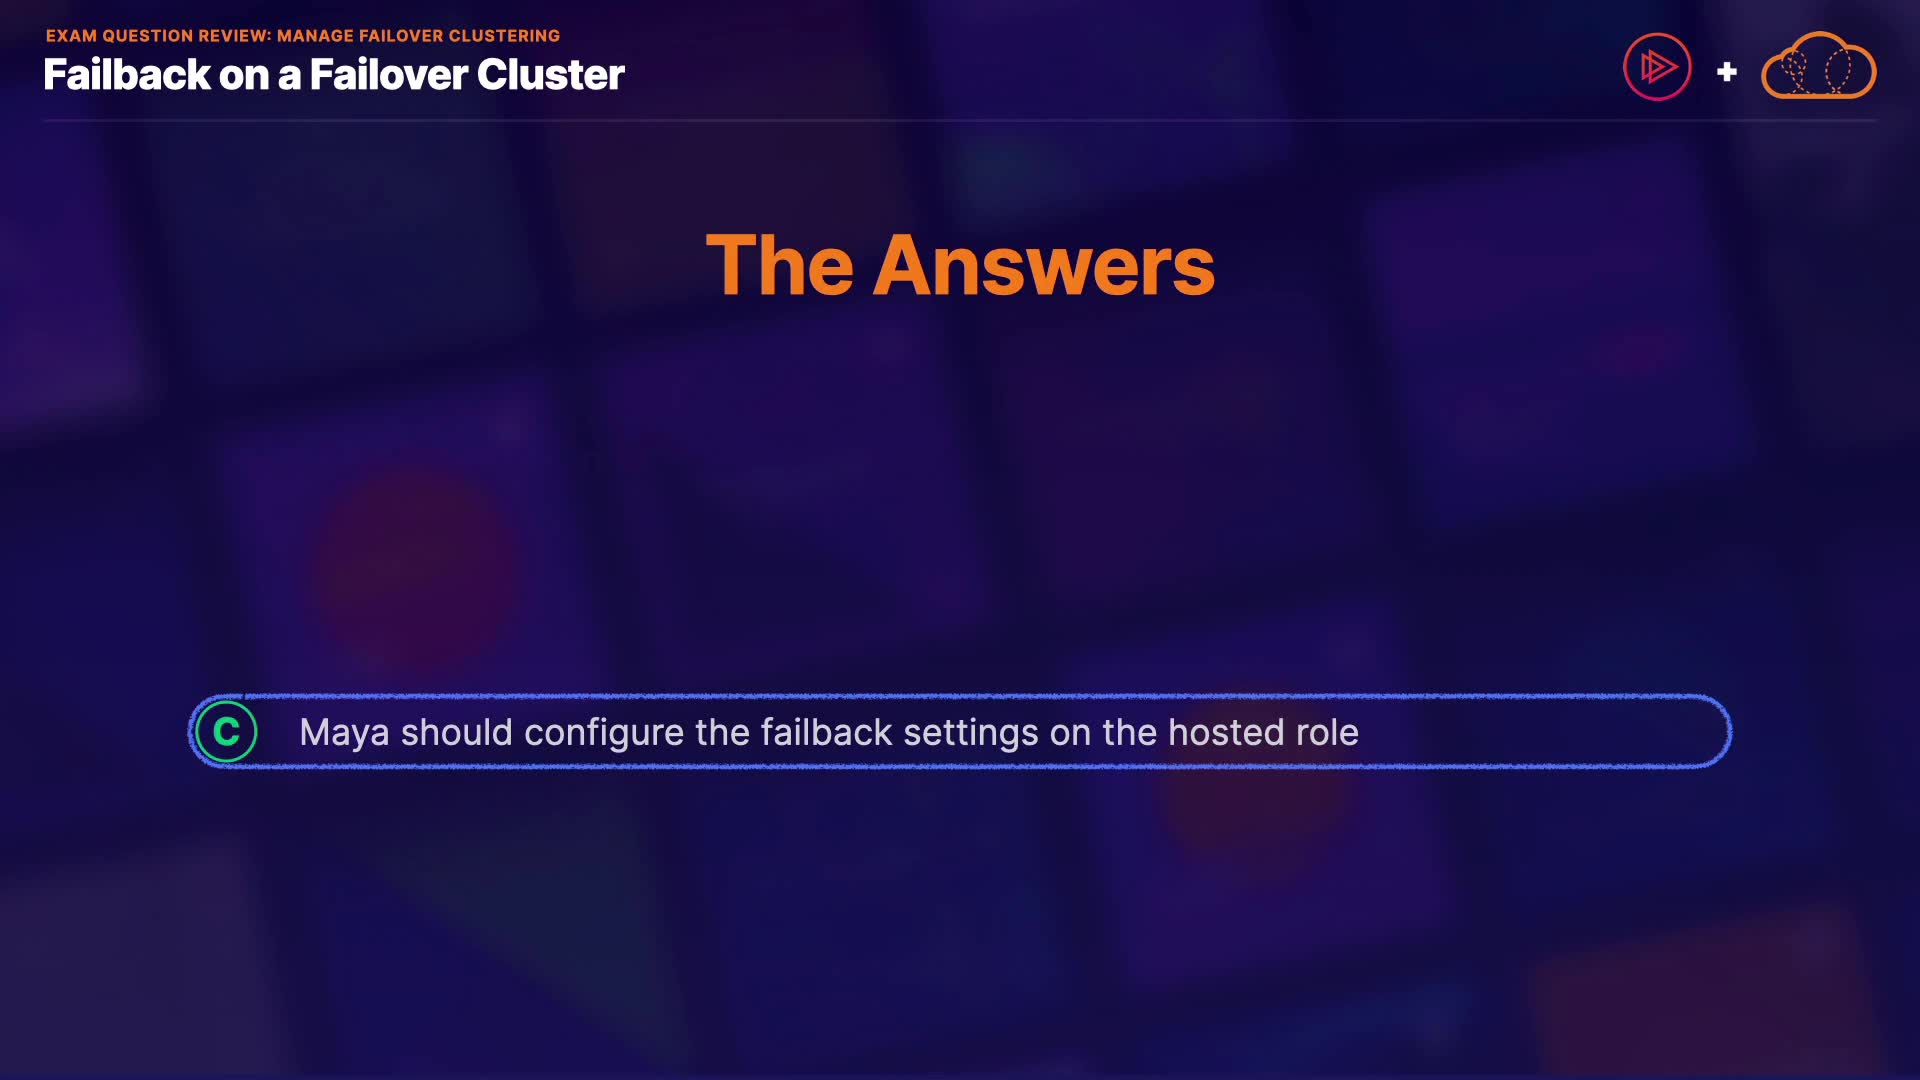 EXAM QUESTION REVIEW: MANAGE FAILOVER CLUSTERING
Failback on a Failover Cluster
+
The Answers
C Maya should configure the failback settings on the hosted role